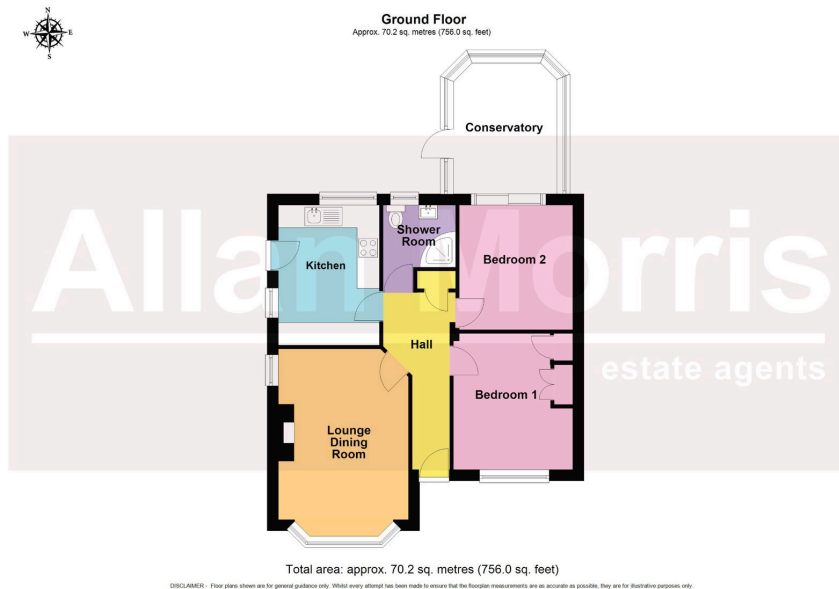 Ground Floor
Approx. 70.2 sq. metres (756.0 sq. feet)
N
W E
S
Conservatory
Shower
Room
Kitchen
Bedroom 2
Allan Morris
Hall
estate agents
Bedroom 1
Lounge
Dining
Room
Total area: approx. 70.2 sq. metres (756.0 sq. feet)
DISCLAIMER - Floor plans shown are for general guidance only. Whilst every attempt has been made to ensure that the floorplan measurements are as accurate as possible, they are for illustrative purposes only.